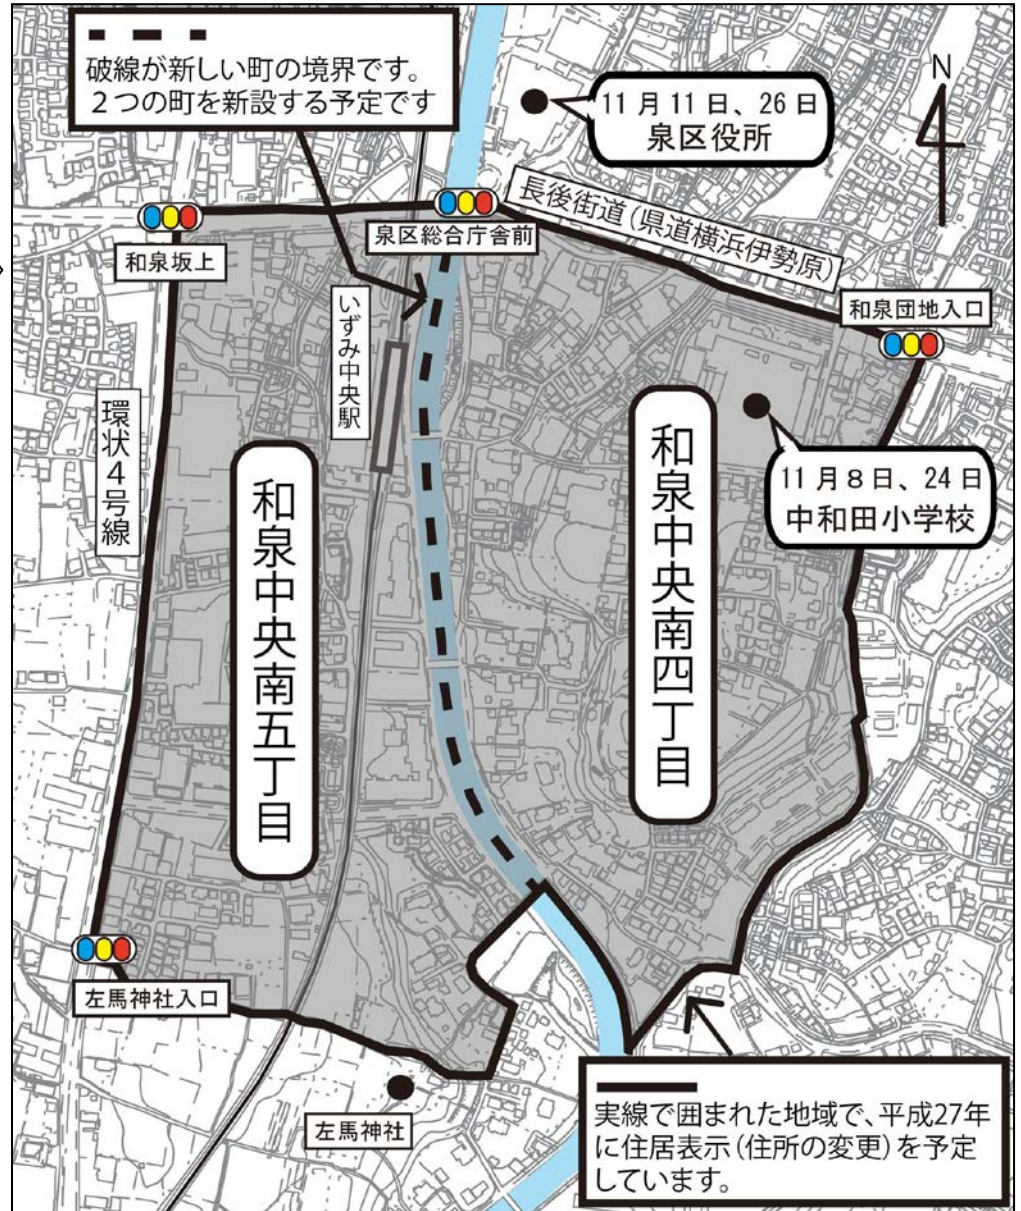 破線が新しい町の境界です。
２つの町を新設する予定です
11月11日、26日
泉区役所
N
長後街道（県道横浜伊勢原）
泉区総合庁舎前
和泉坂上
いずみ中央駅
和泉団地入口
環状４号線
和泉中央南五丁目
和泉中央南四丁目
11月８日、24日
中和田小学校
左馬神社入口
左馬神社
実線で囲まれた地域で、平成27年
に住居表示（住所の変更）を予定
しています。